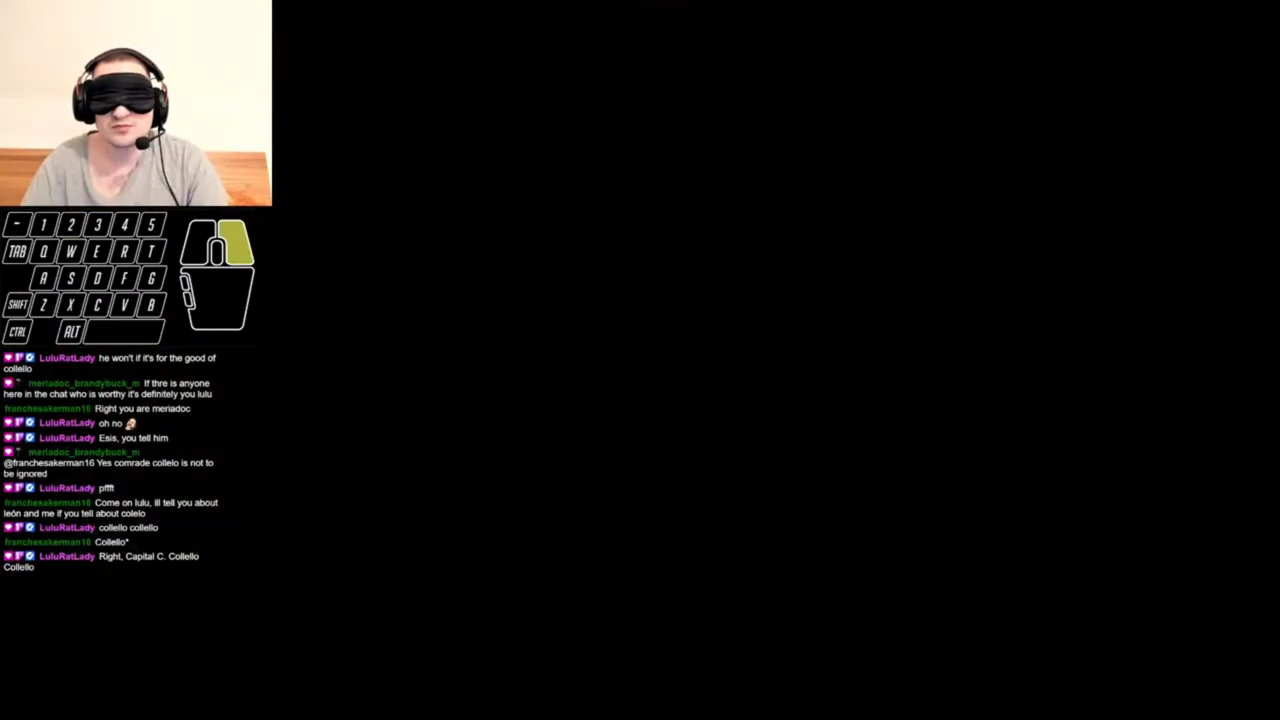 ~ 1 2 3 4 5
TAB Q W E R T
A S D F G
SHIFT Z X C V B
CTRL ALT
LuluRatLady he won't if it's for the good of
collello
meriadoc_brandybuck_m If thre is anyone
here in the chat who is worthy it's definitely you lulu
franchesakerman16 Right you are meriadoc
LuluRatLady oh no
LuluRatLady Esis, you tell him
meriadoc_brandybuck_m
@franchesakerman16 Yes comrade collelo is not to
be ignored
LuluRatLady pffft
franchesakerman16 Come on lulu, ill tell you about
león and me if you tell about colelo
LuluRatLady collello collello
franchesakerman16 Collello*
LuluRatLady Right, Capital C. Collello
Collello